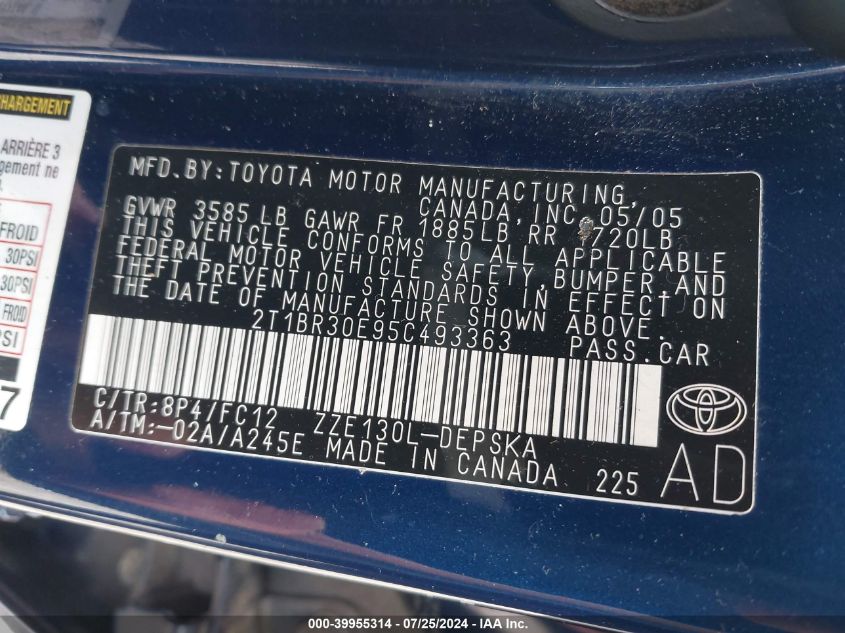 CHARGEMENT
ARRIÈRE 3
gement ne
FROID
30PSI
30PSI
FROID
PSI
7
MFD.BY:TOYOTA MOTOR MANUFACTURING,
CANADA, INC. 05/05
GVWR 3585 LB GAWR FR 1885LB RR 1720LB
THIS VEHICLE CONFORMS TO ALL APPLICABLE
FEDERAL MOTOR VEHICLE SAFETY, BUMPER AND
THEFT PREVENTION STANDARDS IN EFFECT ON
THE DATE OF MANUFACTURE SHOWN ABOVE.
2T1BR30E95C493363 PASS.CAR
C/TR:8P4/FC12 ZZE130L-DEPSKA
A/TM:-02A/A245E MADE IN CANADA 225
AD
000-39955314 - 07/25/2024 - IAA Inc.